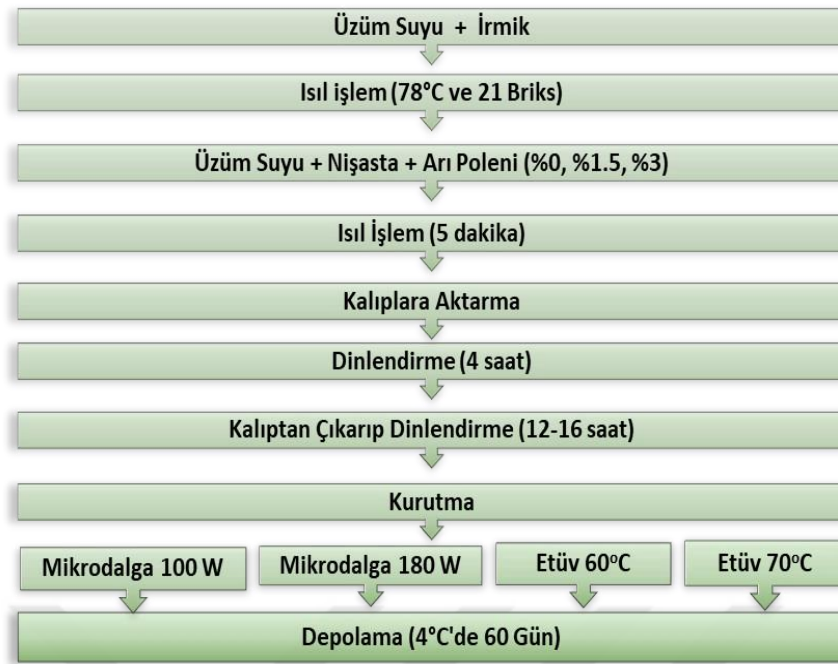 Üzüm Suyu + İrmik
Isıl işlem (78°C ve 21 Briks)
Üzüm Suyu + Nişasta + Arı Poleni (%0, %1.5, %3)
Isıl İşlem (5 dakika)
Kalıplara Aktarma
Dinlendirme (4 saat)
Kalıptan Çıkarıp Dinlendirme (12-16 saat)
Kurutma
Mikrodalga 100 W
Mikrodalga 180 W
Etüv 60°C
Etüv 70°C
Depolama (4°C'de 60 Gün)